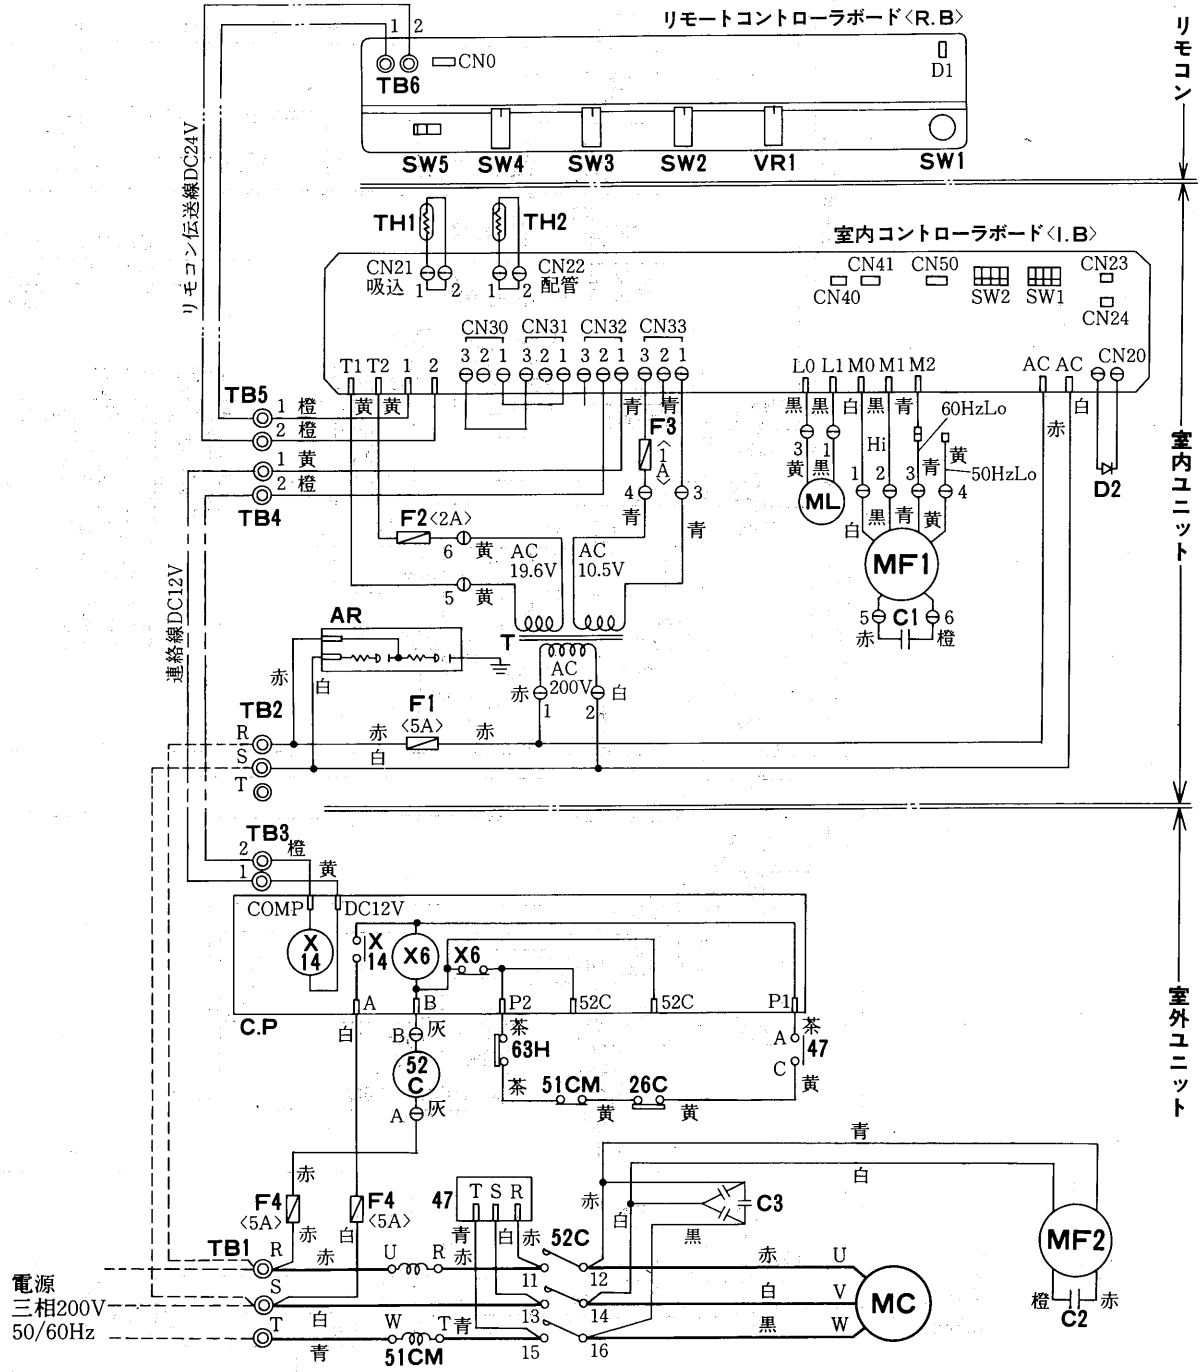 リモートコントローラボード〈R.B〉
リモコン
1 2
TB6
CN0
D1
SW5 SW4 SW3 SW2 VR1 SW1
リモコン伝送線DC24V
TH1 TH2
室内コントローラボード〈I.B〉
室内ユニット
CN21
吸込 1 2
CN22
1 2 配管
CN41 CN50 CN23
CN40 SW2 SW1
CN24
CN30 CN31 CN32 CN33
3 2 1 3 2 1 3 2 1 3 2 1
T1 T2 1 2
L0 L1 M0 M1 M2 AC AC CN20
TB5
1 橙
2 橙
黄 黄
青 青
F3
〈1A〉
黒 黒 白 黒 青
60HzLo
赤 白
1 黄
2 橙
TB4
Hi
3 1
黄 黒
1 2 3 4
青 黄
50HzLo
D2
4 3
青 青
ML
白 黒 青 黄
F2〈2A〉
6 黄
AC
19.6V
AC
10.5V
MF1
5 黄
5 C1 6
赤 橙
連絡線DC12V
AR
T
赤 白
AC
200V
赤 白
1 2
TB2
R
S
T
赤
白
F1
〈5A〉
赤
TB3
2 橙
1 黄
室外ユニット
COMP DC12V
X
14
X
14
X6
X6
C.P
A B P2 52C 52C P1
白
B 灰
52
C
A 灰
茶
63H
茶
51CM
黄
26C
黄
茶
A
47
C
黄
青
白
赤
F4
〈5A〉
赤
F4
〈5A〉
白
47
T S R
青 白 赤
52C
赤
白
C3
黒
MF2
橙 C2 赤
TB1
R
赤 U R 赤
11 12
赤 U
電源
三相200V
50/60Hz
S
白
13 14
白 V
MC
T
青
W T 青
51CM
15 16
黒 W